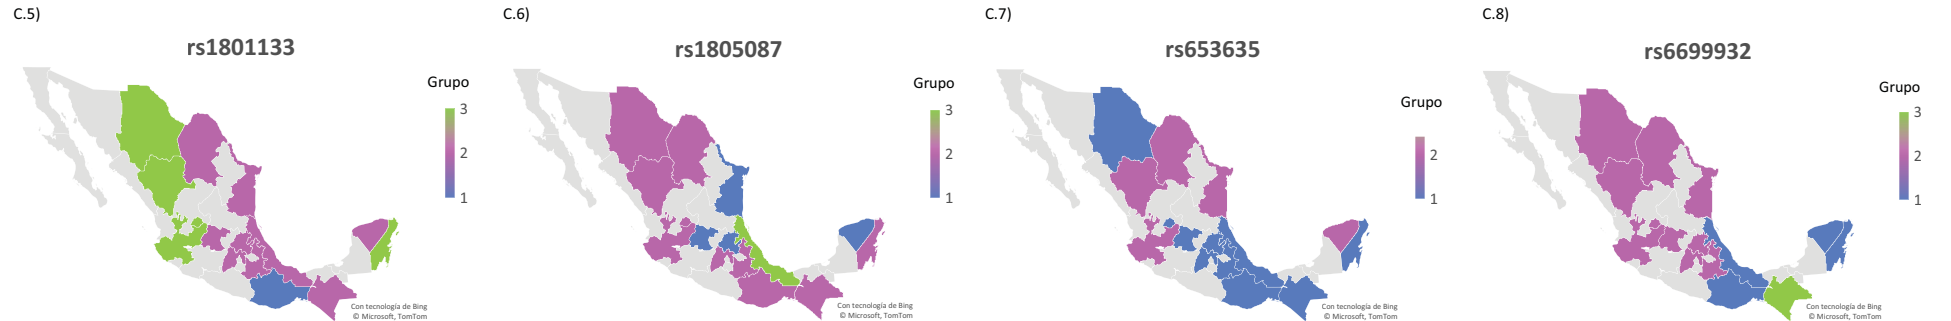 C.5)
rs1801133
Grupo
3
2
1
Con tecnología de Bing
© Microsoft, TomTom
C.6)
rs1805087
Grupo
3
2
1
Con tecnología de Bing
© Microsoft, TomTom
C.7)
rs653635
Grupo
2
1
Con tecnología de Bing
© Microsoft, TomTom
C.8)
rs6699932
Grupo
3
2
1
Con tecnología de Bing
© Microsoft, TomTom